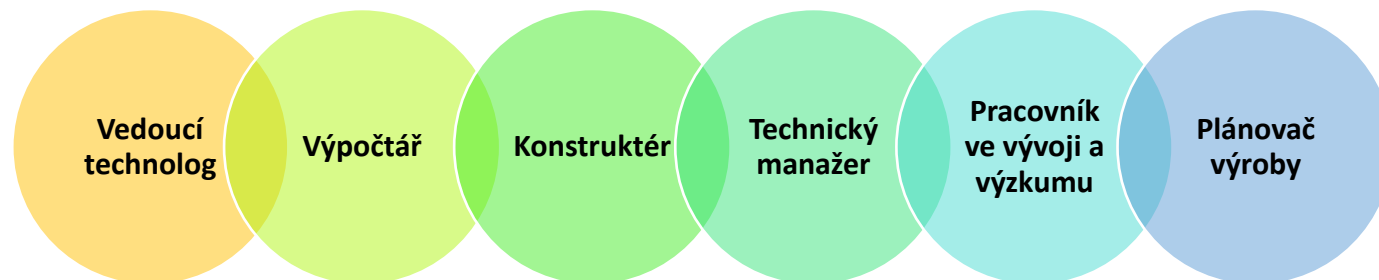 Vedoucí
technolog
Výpočtář
Konstruktér
Technický
manažer
Pracovník
ve vývoji a
výzkumu
Plánovač
výroby